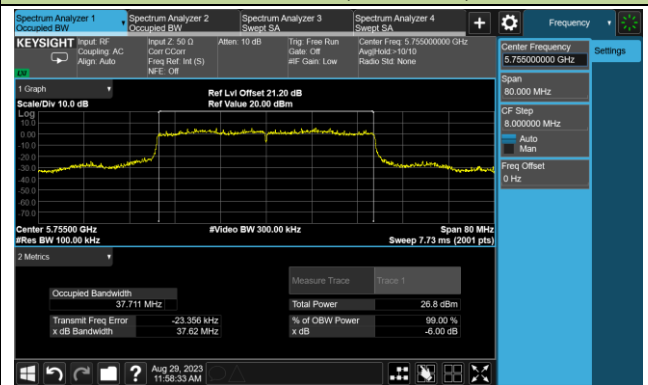 Spectrum Analyzer 1
Occupied BW
Spectrum Analyzer 2
Occupied BW
Spectrum Analyzer 3
Swept SA
Spectrum Analyzer 4
Swept SA
+
Frequency
KEYSIGHT
Input: RF
Coupling: AC
Align: Auto
Input Z: 50 Ω
Corr CCorr
Freq Ref: Int (S)
NFE: Off
Atten: 10 dB
Trig: Free Run
Gate: Off
#IF Gain: Low
Center Freq: 5.755000000 GHz
Avg|Hold:>10/10
Radio Std: None
Center Frequency
5.755000000 GHz
Settings
Span
80.000 MHz
CF Step
8.000000 MHz
Auto
Man
Freq Offset
0 Hz
1 Graph
Scale/Div 10.0 dB
Ref Lvl Offset 21.20 dB
Ref Value 20.00 dBm
Log
10.0
0.00
-10.0
-20.0
-30.0
-40.0
-50.0
-60.0
-70.0
Center 5.75500 GHz
#Res BW 100.00 kHz
#Video BW 300.00 kHz
Span 80 MHz
Sweep 7.73 ms (2001 pts)
2 Metrics
Measure Trace
Trace 1
Occupied Bandwidth
37.711 MHz
Total Power
26.8 dBm
Transmit Freq Error
-23.356 kHz
% of OBW Power
99.00 %
x dB Bandwidth
37.62 MHz
x dB
-6.00 dB
?
Aug 29, 2023
11:58:33 AM